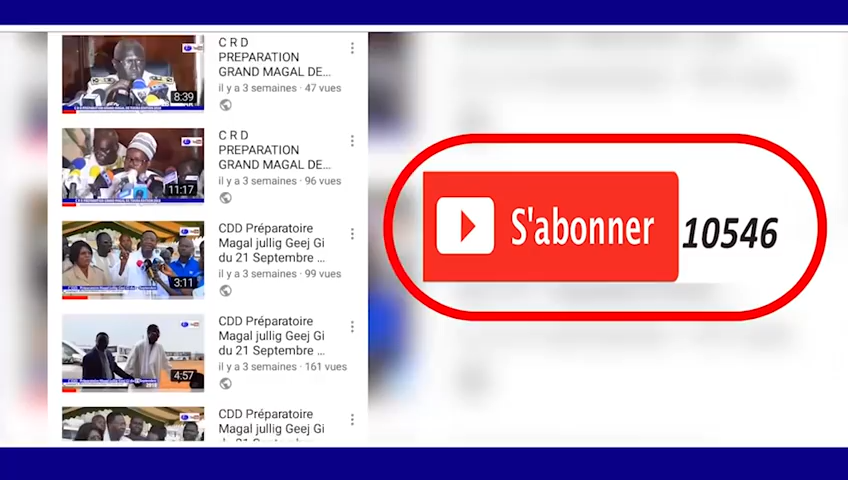 8:39
C R D
PREPARATION
GRAND MAGAL DE...
il y a 3 semaines · 47 vues
11:17
C R D
PREPARATION
GRAND MAGAL DE...
il y a 3 semaines · 96 vues
3:11
CDD Préparatoire
Magal jullig Geej Gi
du 21 Septembre ...
il y a 3 semaines · 99 vues
4:57
CDD Préparatoire
Magal jullig Geej Gi
du 21 Septembre ...
il y a 3 semaines · 161 vues
CDD Préparatoire
Magal jullig Geej Gi
du 21 Septembre ...
S'abonner
10546